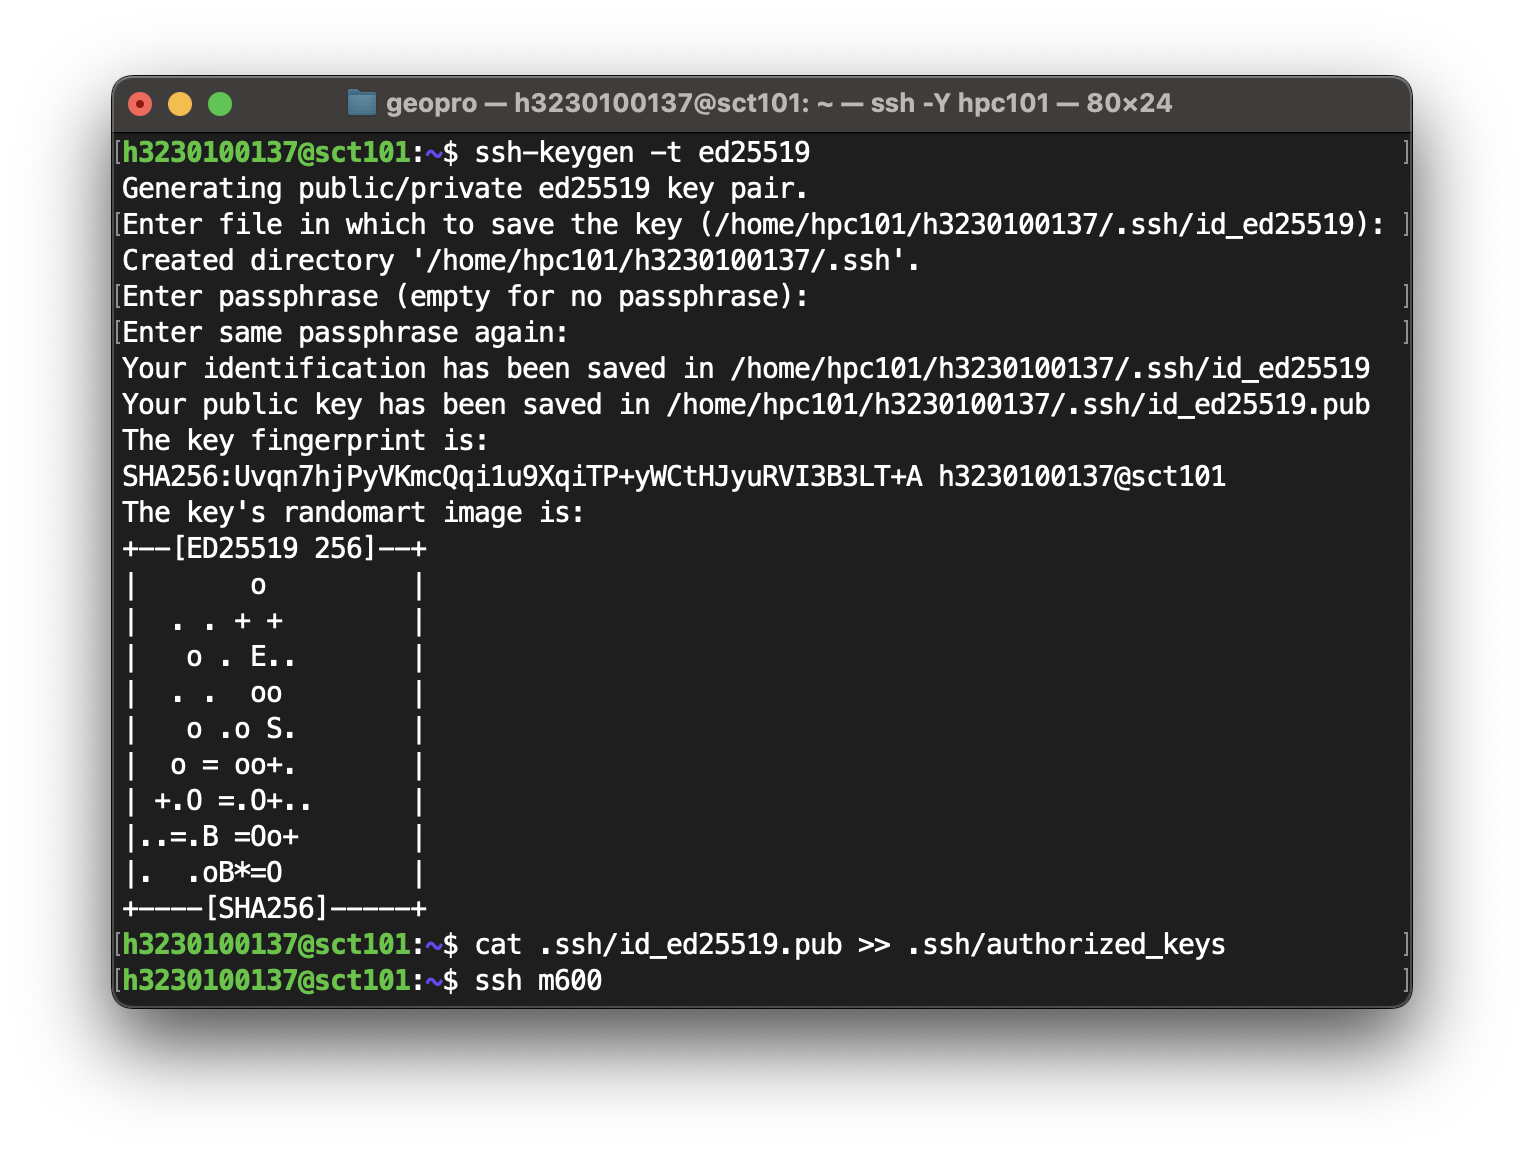 geopro — h3230100137@sct101: ~ — ssh -Y hpc101 — 80×24
[h3230100137@sct101:~$ ssh-keygen -t ed25519 ]
Generating public/private ed25519 key pair.
[Enter file in which to save the key (/home/hpc101/h3230100137/.ssh/id_ed25519): ]
Created directory '/home/hpc101/h3230100137/.ssh'.
[Enter passphrase (empty for no passphrase): ]
[Enter same passphrase again: ]
Your identification has been saved in /home/hpc101/h3230100137/.ssh/id_ed25519
Your public key has been saved in /home/hpc101/h3230100137/.ssh/id_ed25519.pub
The key fingerprint is:
SHA256:Uvqn7hjPyVKmcQqi1u9XqiTP+yWCtHJyuRVI3B3LT+A h3230100137@sct101
The key's randomart image is:
+--[ED25519 256]--+
|       o         |
|  . . + +        |
|   o . E..       |
|  . .  oo        |
|   o .o S.       |
|  o = oo+.       |
| +.O =.O+..      |
|..=.B =Oo+       |
|.  .oB*=O        |
+----[SHA256]-----+
[h3230100137@sct101:~$ cat .ssh/id_ed25519.pub >> .ssh/authorized_keys ]
[h3230100137@sct101:~$ ssh m600 ]